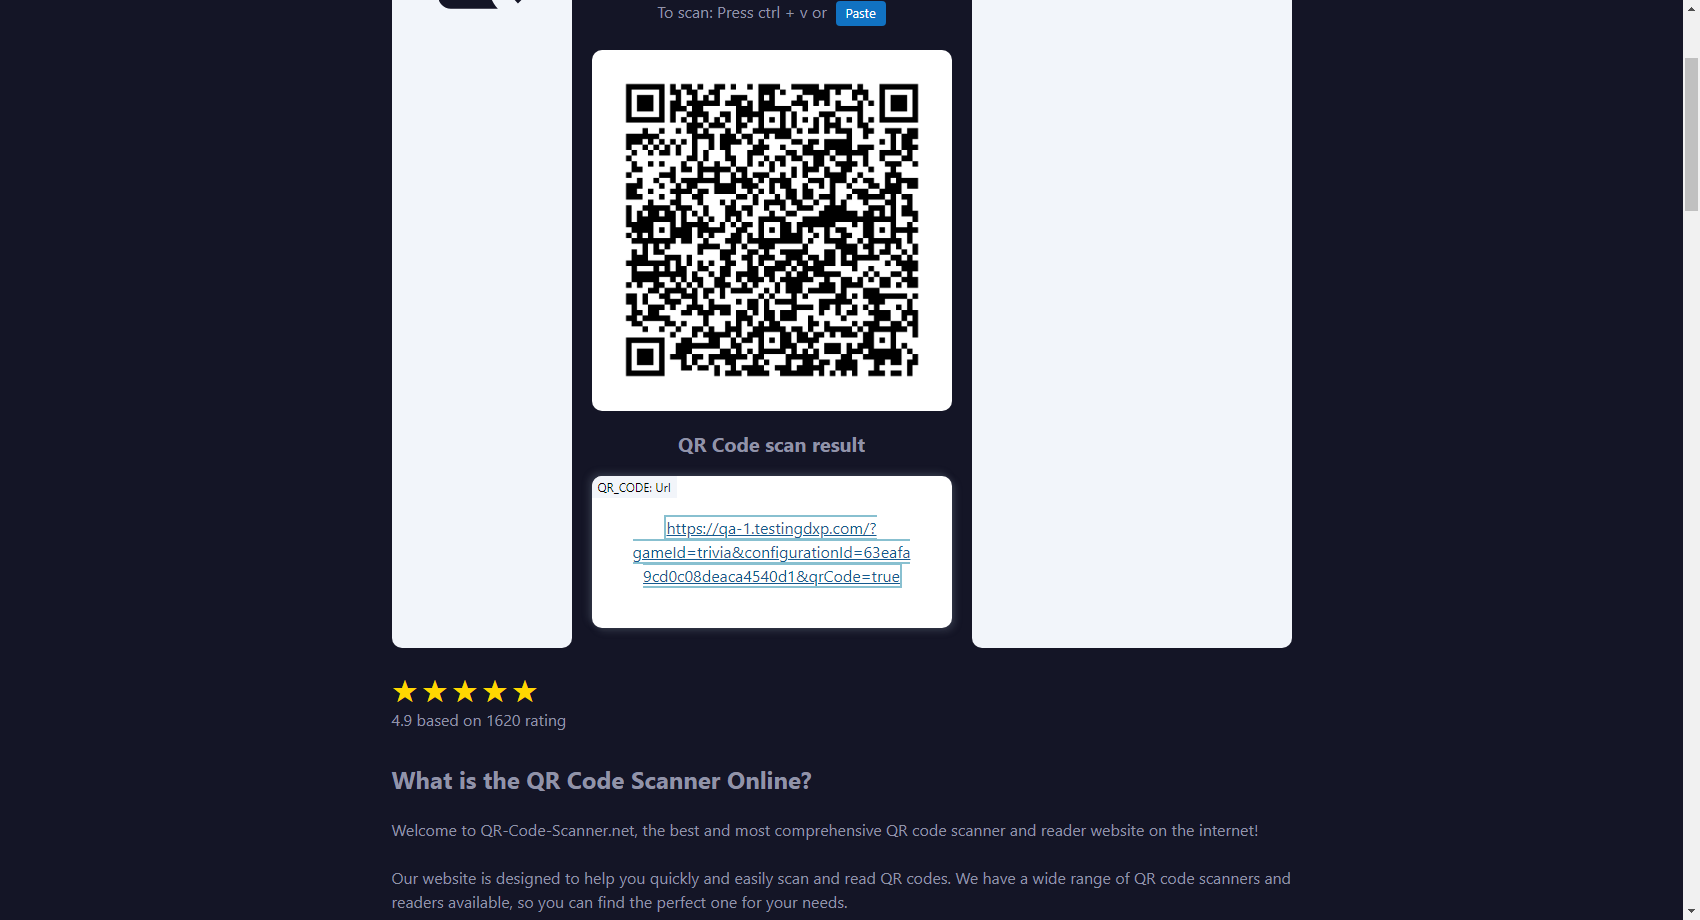 To scan: Press ctrl + v or Paste
QR Code scan result
QR_CODE: Url
https://qa-1.testingdxp.com/?
gameId=trivia&configurationId=63eafa
9cd0c08deaca4540d1&qrCode=true
4.9 based on 1620 rating
What is the QR Code Scanner Online?
Welcome to QR-Code-Scanner.net, the best and most comprehensive QR code scanner and reader website on the internet!
Our website is designed to help you quickly and easily scan and read QR codes. We have a wide range of QR code scanners and
readers available, so you can find the perfect one for your needs.